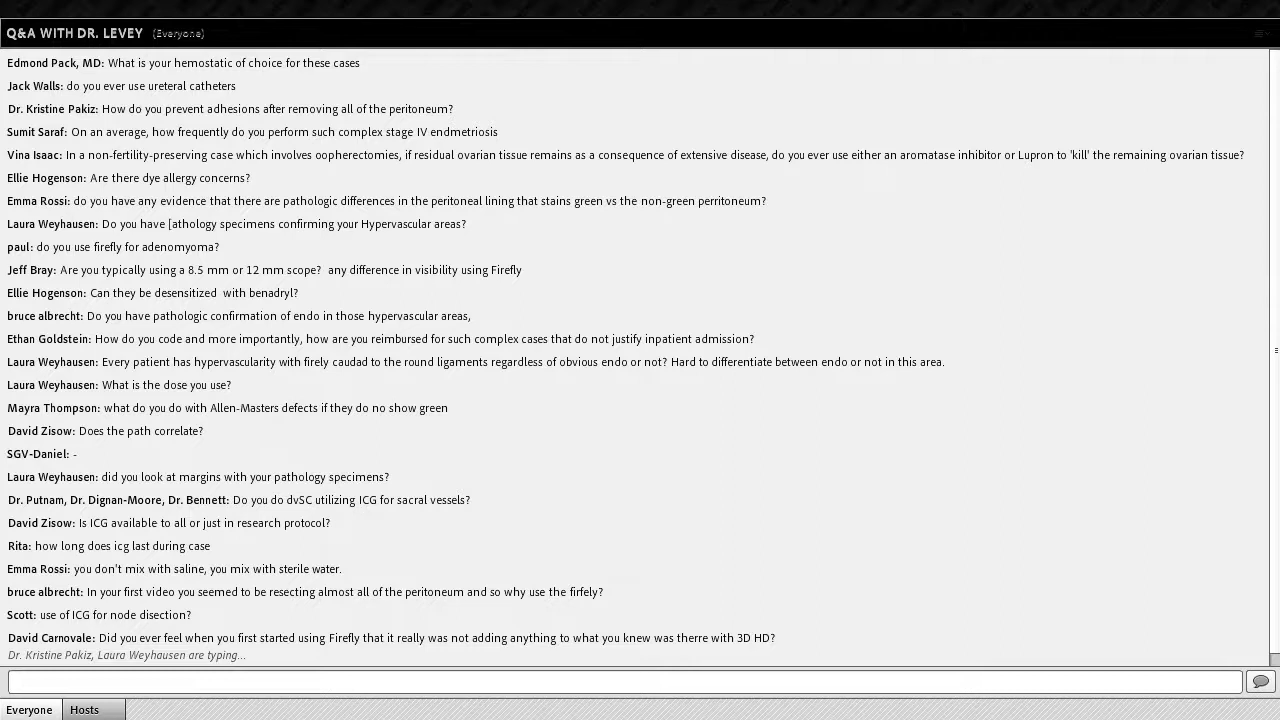 Q&A WITH DR. LEVEY (Everyone)
Edmond Pack, MD: What is your hemostatic of choice for these cases
Jack Walls: do you ever use ureteral catheters
Dr. Kristine Pakiz: How do you prevent adhesions after removing all of the peritoneum?
Sumit Saraf: On an average, how frequently do you perform such complex stage IV endmetriosis
Vina Isaac: In a non-fertility-preserving case which involves oopherectomies, if residual ovarian tissue remains as a consequence of extensive disease, do you ever use either an aromatase inhibitor or Lupron to 'kill' the remaining ovarian tissue?
Ellie Hogenson: Are there dye allergy concerns?
Emma Rossi: do you have any evidence that there are pathologic differences in the peritoneal lining that stains green vs the non-green perritoneum?
Laura Weyhausen: Do you have [athology specimens confirming your Hypervascular areas?
paul: do you use firefly for adenomyoma?
Jeff Bray: Are you typically using a 8.5 mm or 12 mm scope?  any difference in visibility using Firefly
Ellie Hogenson: Can they be desensitized  with benadryl?
bruce albrecht: Do you have pathologic confirmation of endo in those hypervascular areas,
Ethan Goldstein: How do you code and more importantly, how are you reimbursed for such complex cases that do not justify inpatient admission?
Laura Weyhausen: Every patient has hypervascularity with firely caudad to the round ligaments regardless of obvious endo or not? Hard to differentiate between endo or not in this area.
Laura Weyhausen: What is the dose you use?
Mayra Thompson: what do you do with Allen-Masters defects if they do no show green
David Zisow: Does the path correlate?
SGV-Daniel: -
Laura Weyhausen: did you look at margins with your pathology specimens?
Dr. Putnam, Dr. Dignan-Moore, Dr. Bennett: Do you do dvSC utilizing ICG for sacral vessels?
David Zisow: Is ICG available to all or just in research protocol?
Rita: how long does icg last during case
Emma Rossi: you don't mix with saline, you mix with sterile water.
bruce albrecht: In your first video you seemed to be resecting almost all of the peritoneum and so why use the firfely?
Scott: use of ICG for node disection?
David Carnovale: Did you ever feel when you first started using Firefly that it really was not adding anything to what you knew was therre with 3D HD?
Dr. Kristine Pakiz, Laura Weyhausen are typing...
Everyone Hosts